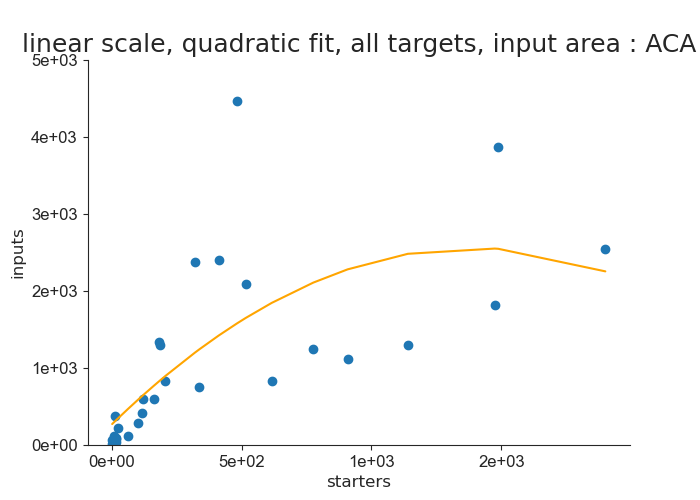 linear scale, quadratic fit, all targets, input area : ACA
5e+03
4e+03
3e+03
2e+03
1e+03
0e+00
inputs
0e+00 5e+02 1e+03 2e+03
starters